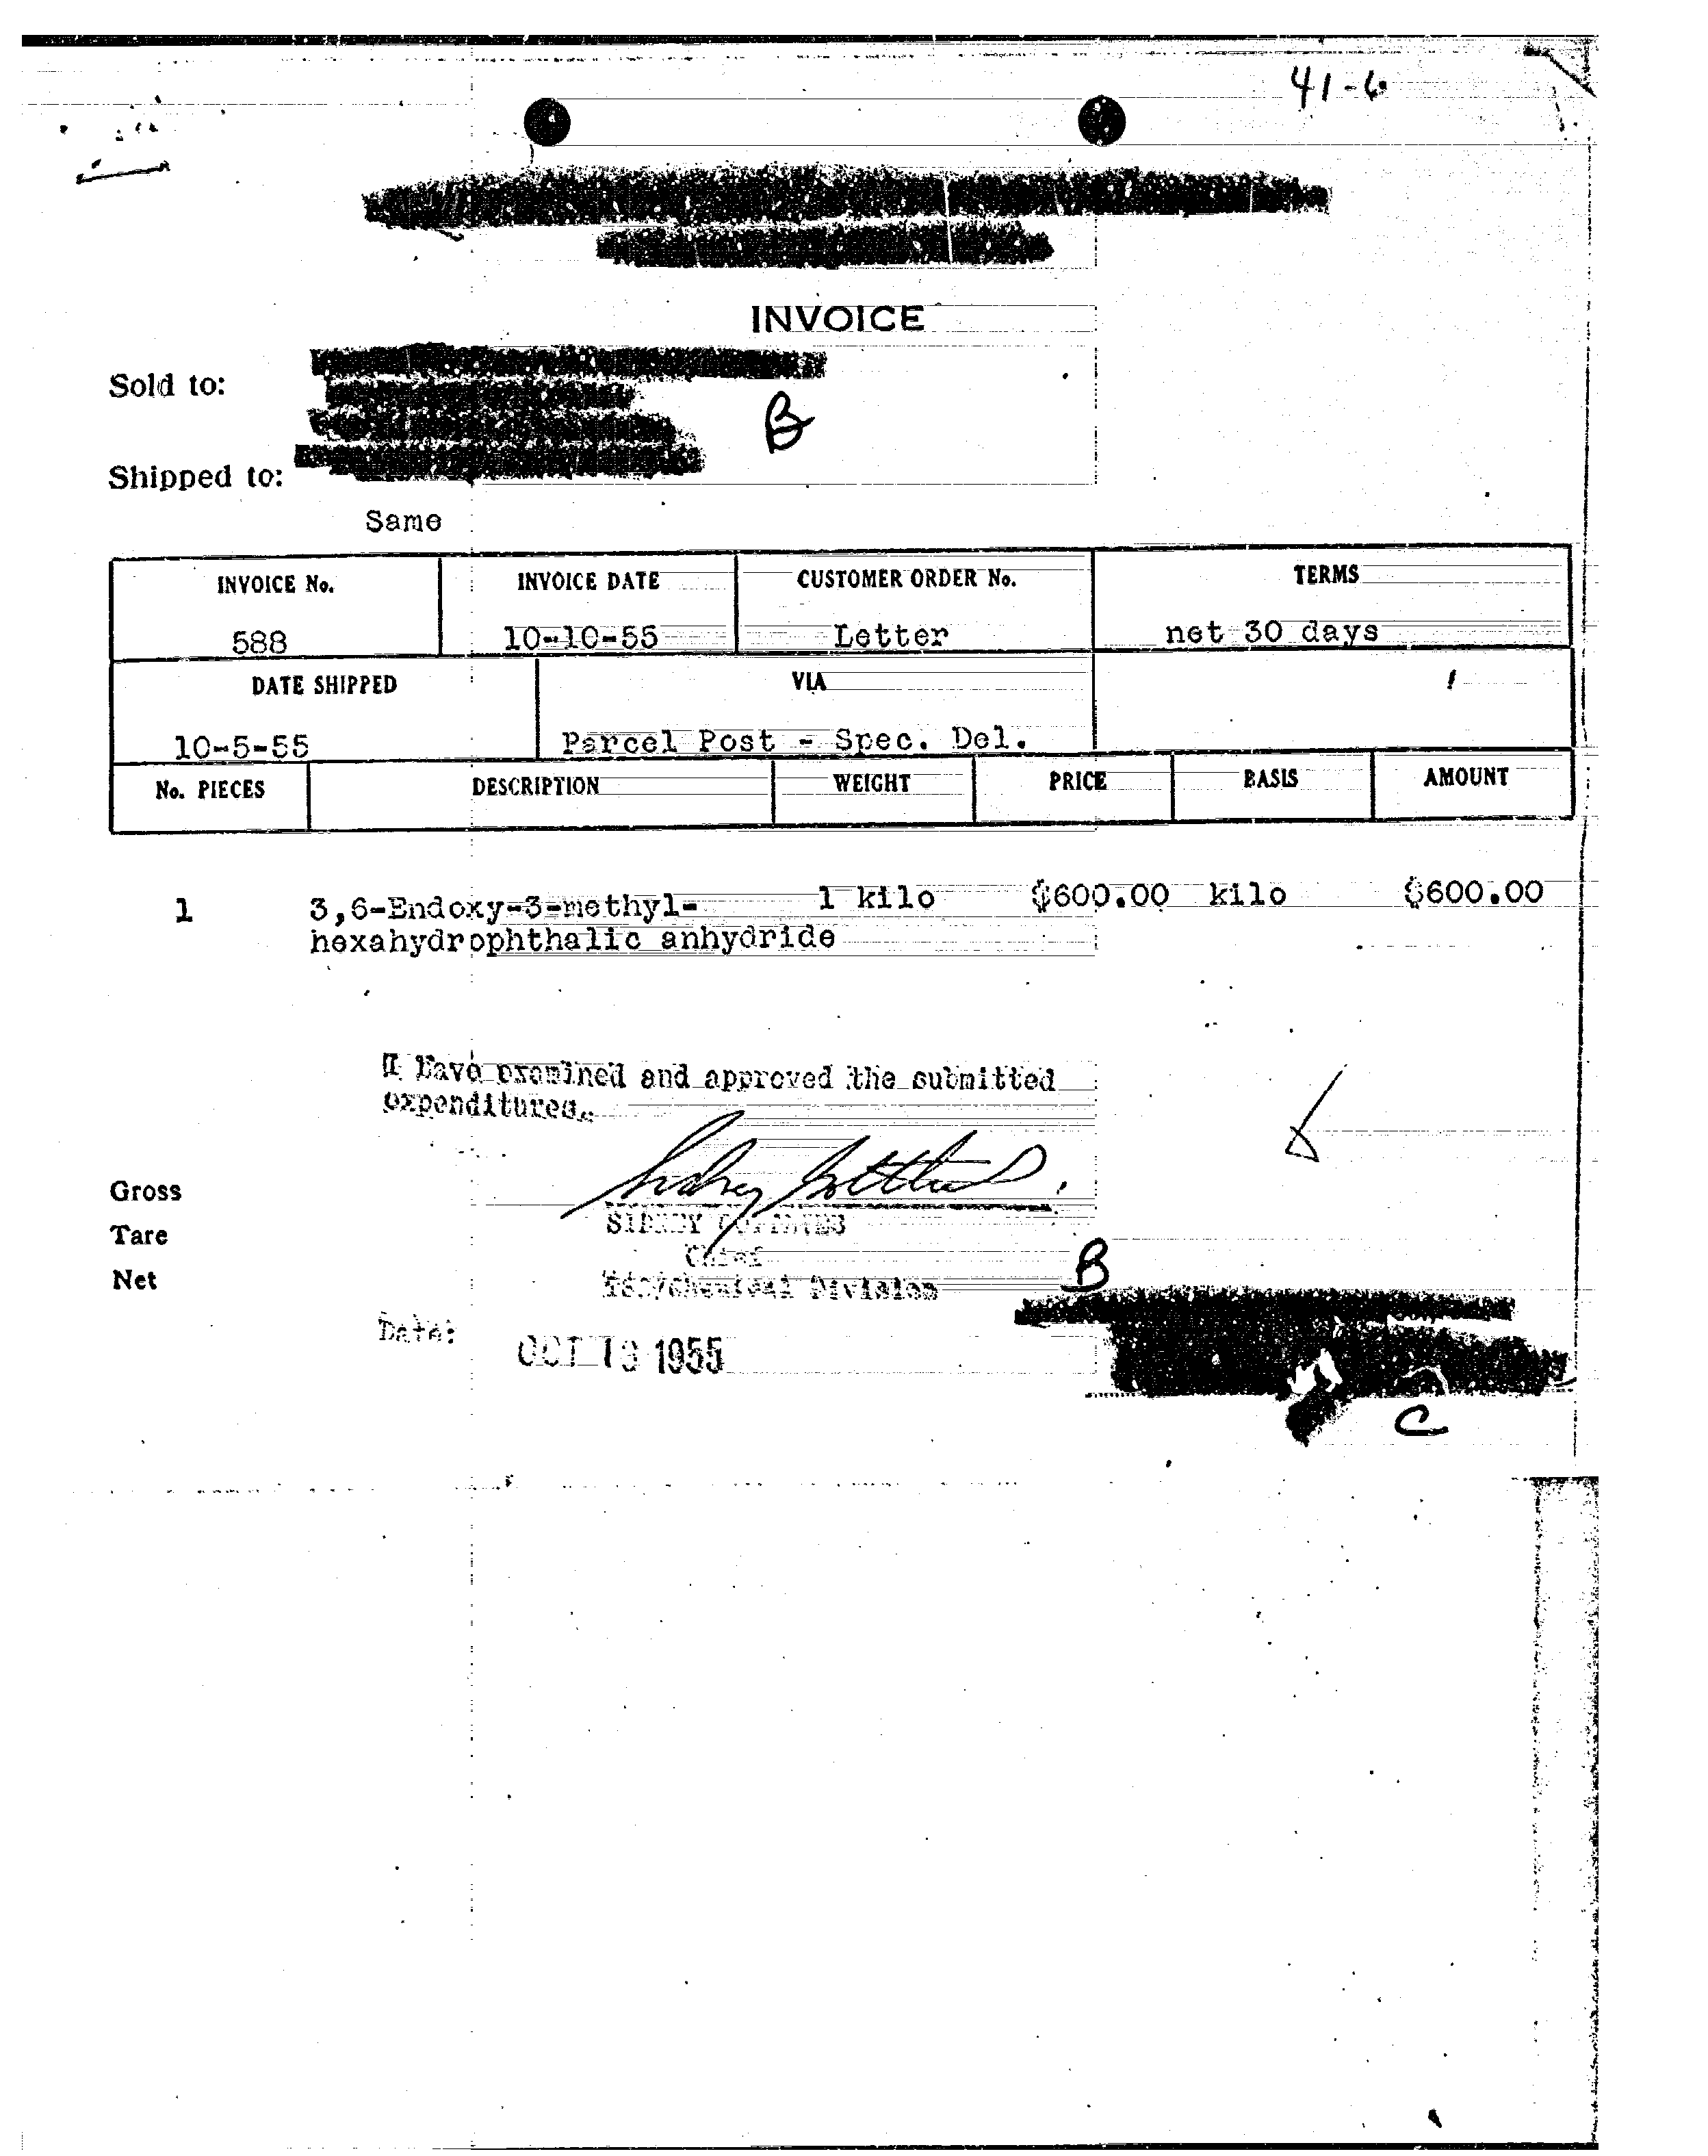 41-6
INVOICE
Sold to:
B
Shipped to:
Same
INVOICE No. INVOICE DATE CUSTOMER ORDER No. TERMS
588 10-10-55 Letter net 30 days
DATE SHIPPED VIA
10-5-55 Parcel Post - Spec. Del.
No. PIECES DESCRIPTION WEIGHT PRICE BASIS AMOUNT
1 3,6-Endoxy-3-methyl- 1 kilo $600.00 kilo $600.00
hexahydrophthalic anhydride
I have examined and approved the submitted
expenditures.
Sidney Gottlieb
Gross
Tare
Net
SIDNEY
Chief
Chemical Division
B
Date:
OCT 13 1955
C